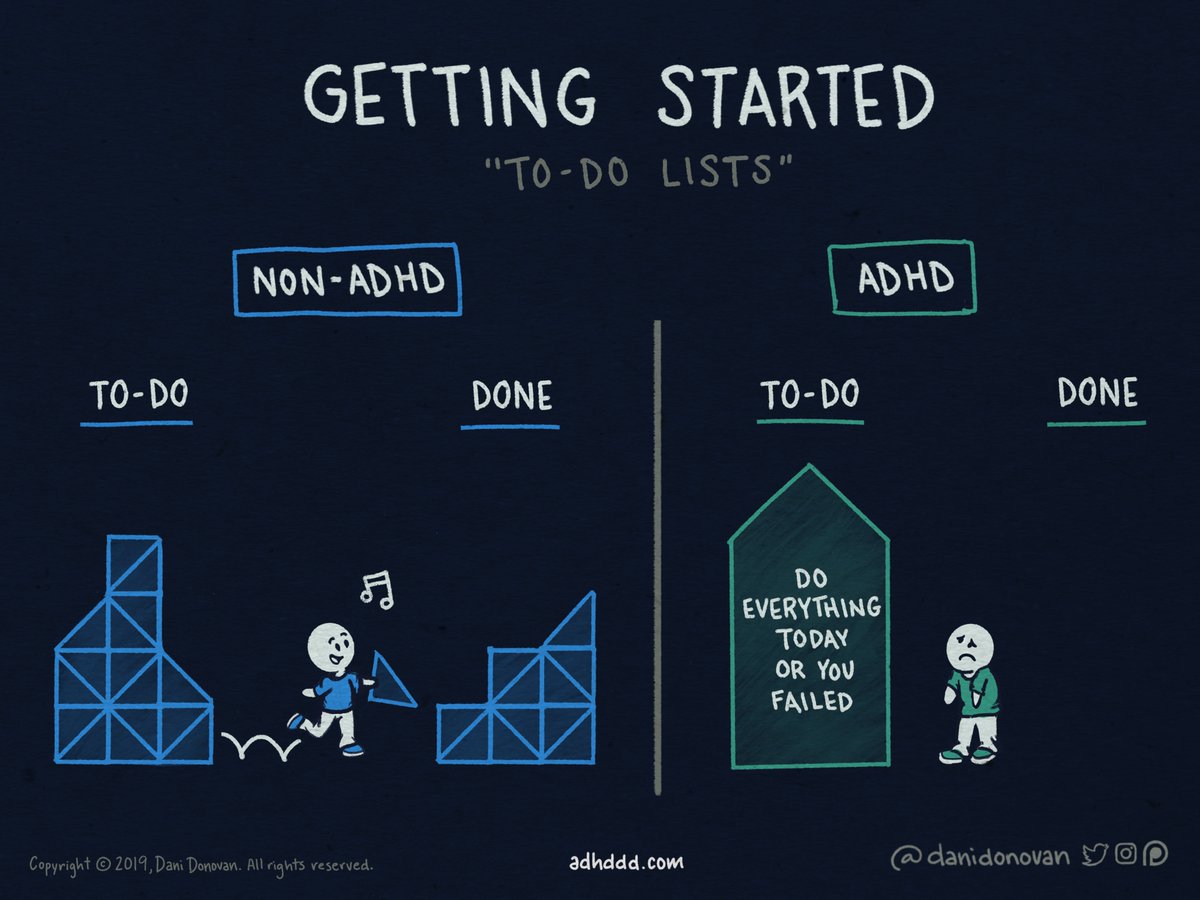 GETTING STARTED
"TO-DO LISTS"
NON-ADHD
TO-DO
DONE
ADHD
TO-DO
DONE
DO
EVERYTHING
TODAY
OR YOU
FAILED
Copyright © 2019, Dani Donovan. All rights reserved.
adhddd.com
@danidonovan